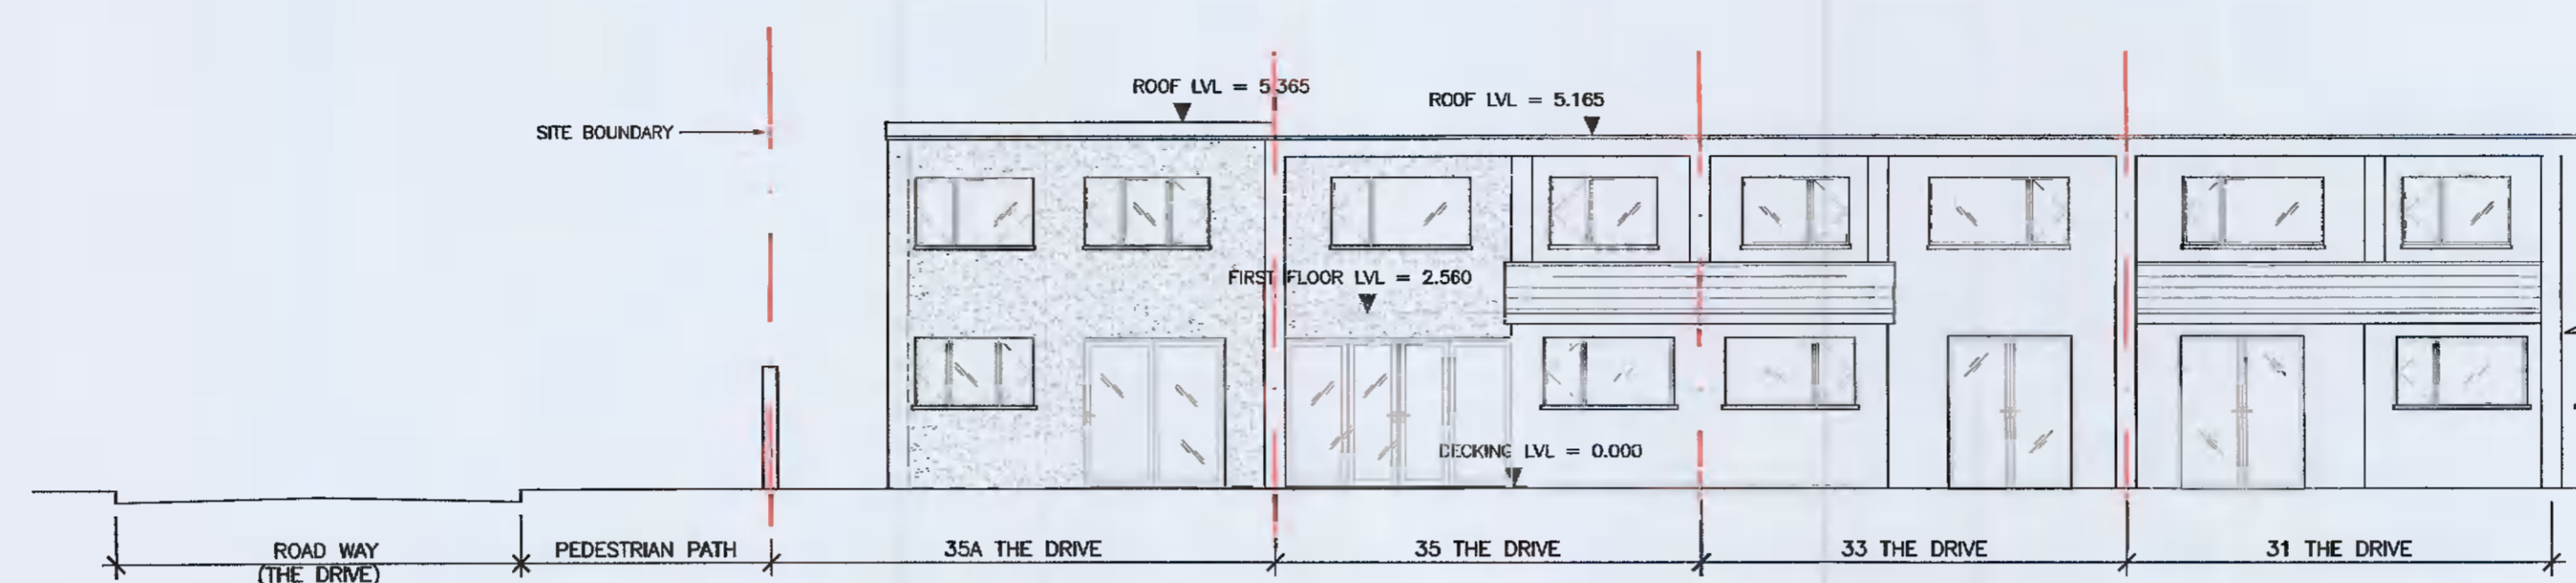 ROOF LVL = 5.365
ROOF LVL = 5.165
SITE BOUNDARY
FIRST FLOOR LVL = 2.560
DECKING LVL = 0.000
ROAD WAY
(THE DRIVE)
PEDESTRIAN PATH
35A THE DRIVE
35 THE DRIVE
33 THE DRIVE
31 THE DRIVE